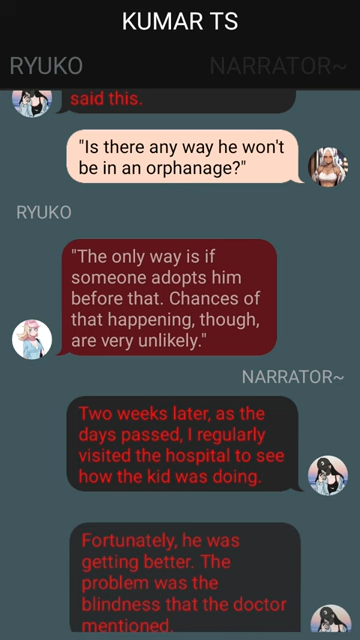 KUMAR TS
RYUKO
NARRATOR~
said this.
"Is there any way he won't
be in an orphanage?"
RYUKO
"The only way is if
someone adopts him
before that. Chances of
that happening, though,
are very unlikely."
NARRATOR~
Two weeks later, as the
days passed, I regularly
visited the hospital to see
how the kid was doing.
Fortunately, he was
getting better. The
problem was the
blindness that the doctor
mentioned.